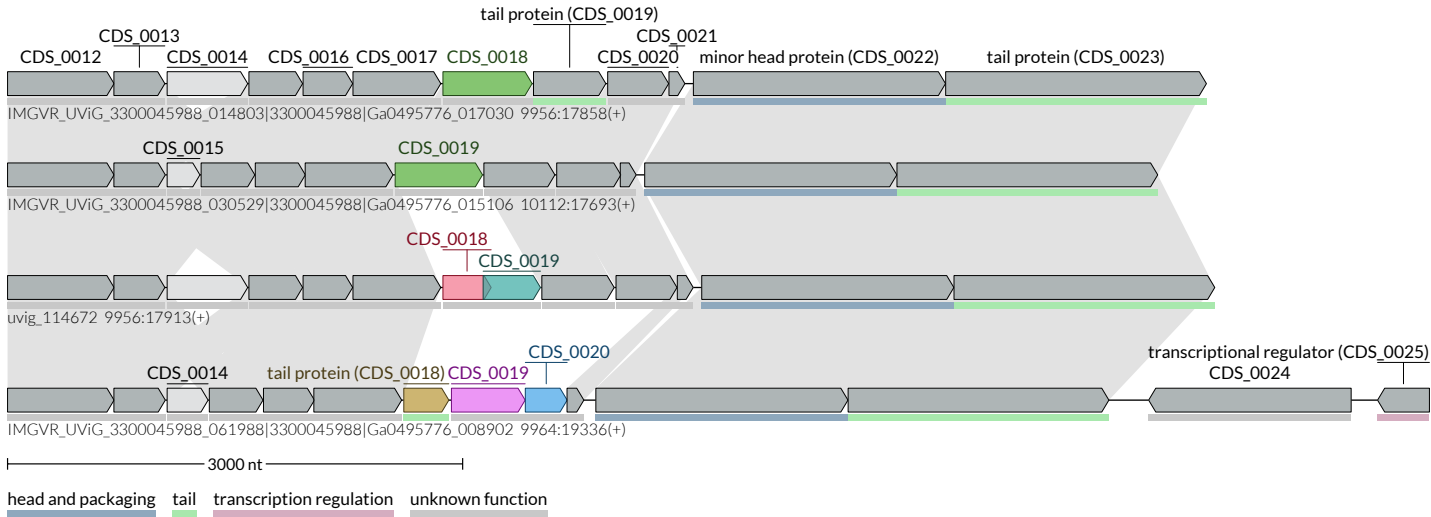 tail protein (CDS_0019)
CDS_0013 CDS_0021
CDS_0012 CDS_0014 CDS_0016 CDS_0017 CDS_0018 CDS_0020 minor head protein (CDS_0022) tail protein (CDS_0023)
IMGVR_UViG_3300045988_014803|3300045988|Ga0495776_017030 9956:17858(+)
CDS_0015 CDS_0019
IMGVR_UViG_3300045988_030529|3300045988|Ga0495776_015106 10112:17693(+)
CDS_0018
CDS_0019
uvig_114672 9956:17913(+)
CDS_0020 transcriptional regulator (CDS_0025)
CDS_0014 tail protein (CDS_0018) CDS_0019 CDS_0024
IMGVR_UViG_3300045988_061988|3300045988|Ga0495776_008902 9964:19336(+)
3000 nt
head and packaging tail transcription regulation unknown function